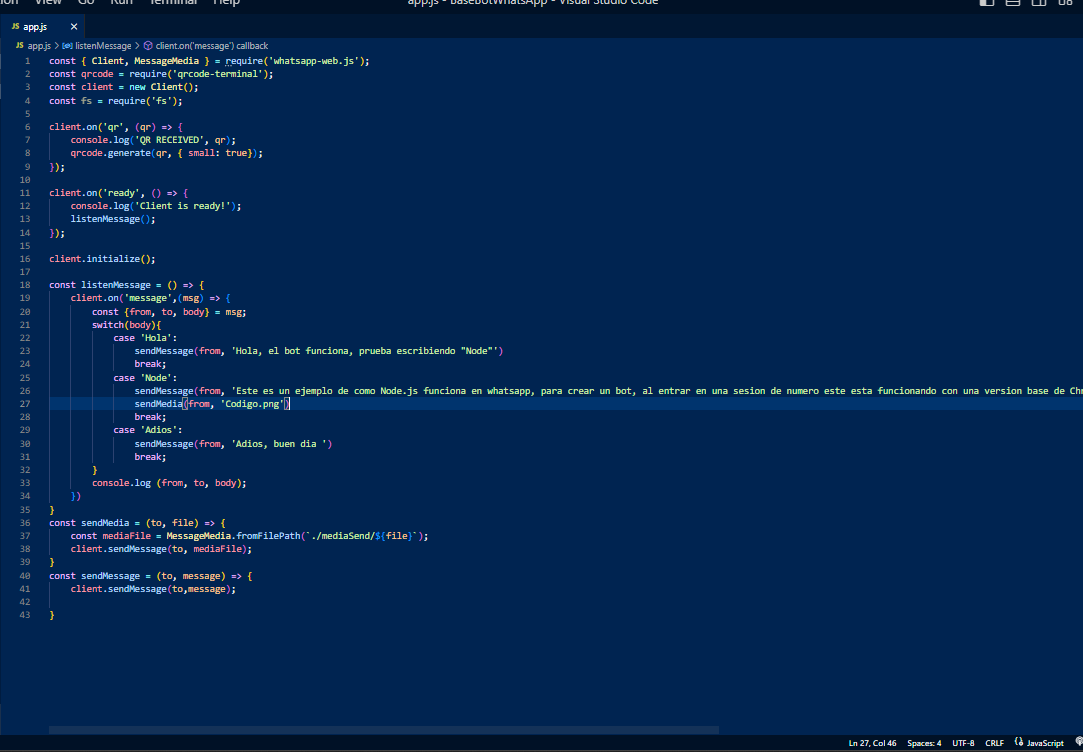 View Go Run Terminal Help app.js - BaseBotWhatsApp - Visual Studio Code
JS app.js ×
JS app.js > listenMessage > client.on('message') callback
1 const { Client, MessageMedia } = require('whatsapp-web.js');
2 const qrcode = require('qrcode-terminal');
3 const client = new Client();
4 const fs = require('fs');
5
6 client.on('qr', (qr) => {
7 console.log('QR RECEIVED', qr);
8 qrcode.generate(qr, { small: true});
9 });
10
11 client.on('ready', () => {
12 console.log('Client is ready!');
13 listenMessage();
14 });
15
16 client.initialize();
17
18 const listenMessage = () => {
19 client.on('message',(msg) => {
20 const {from, to, body} = msg;
21 switch(body){
22 case 'Hola':
23 sendMessage(from, 'Hola, el bot funciona, prueba escribiendo "Node"')
24 break;
25 case 'Node':
26 sendMessage(from, 'Este es un ejemplo de como Node.js funciona en whatsapp, para crear un bot, al entrar en una sesion de numero este esta funcionando con una version base de Ch
27 sendMedia(from, 'Codigo.png')
28 break;
29 case 'Adios':
30 sendMessage(from, 'Adios, buen dia ')
31 break;
32 }
33 console.log (from, to, body);
34 })
35 }
36 const sendMedia = (to, file) => {
37 const mediaFile = MessageMedia.fromFilePath(`./mediaSend/${file}`);
38 client.sendMessage(to, mediaFile);
39 }
40 const sendMessage = (to, message) => {
41 client.sendMessage(to,message);
42
43 }
Ln 27, Col 46 Spaces: 4 UTF-8 CRLF JavaScript